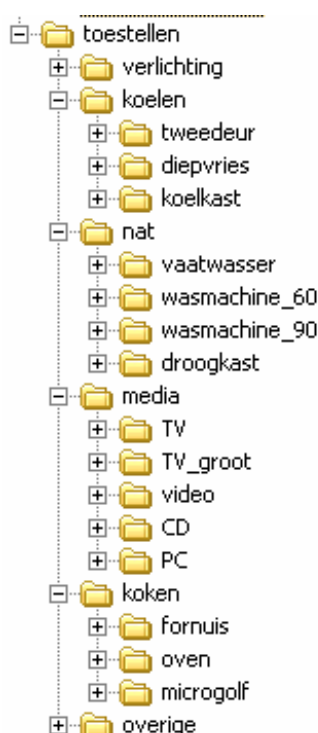 toestellen
verlichting
koelen
tweedeur
diepvries
koelkast
nat
vaatwasser
wasmachine_60
wasmachine_90
droogkast
media
TV
TV_groot
video
CD
PC
koken
fornuis
oven
microgolf
overige